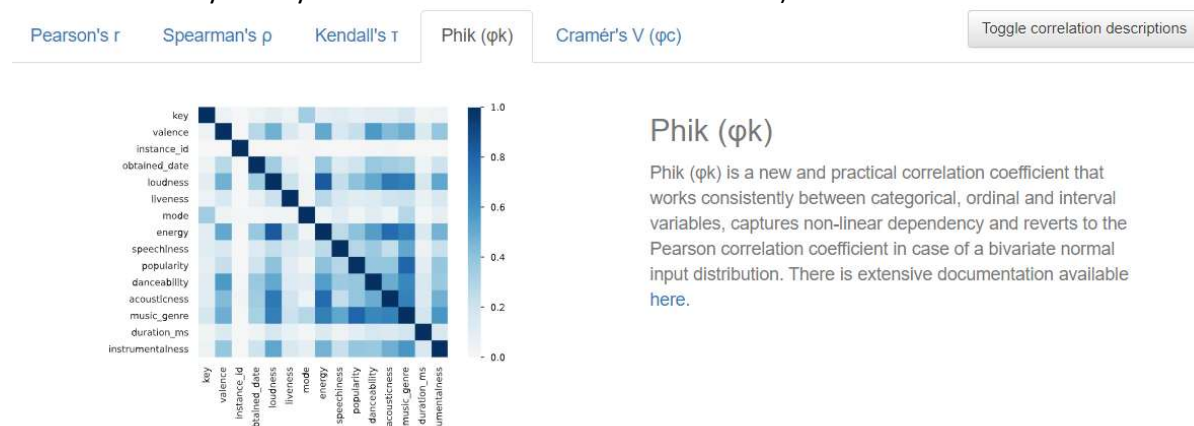 Pearson's r Spearman's ρ Kendall's τ Phik (φk) Cramér's V (φc) Toggle correlation descriptions
key
valence
instance_id
obtained_date
loudness
liveness
mode
energy
speechiness
popularity
danceability
acousticness
music_genre
duration_ms
instrumentalness
1.0
0.8
0.6
0.4
0.2
0.0
key
valence
instance_id
obtained_date
loudness
liveness
mode
energy
speechiness
popularity
danceability
acousticness
music_genre
duration_ms
umentalness
Phik (φk)
Phik (φk) is a new and practical correlation coefficient that
works consistently between categorical, ordinal and interval
variables, captures non-linear dependency and reverts to the
Pearson correlation coefficient in case of a bivariate normal
input distribution. There is extensive documentation available
here.